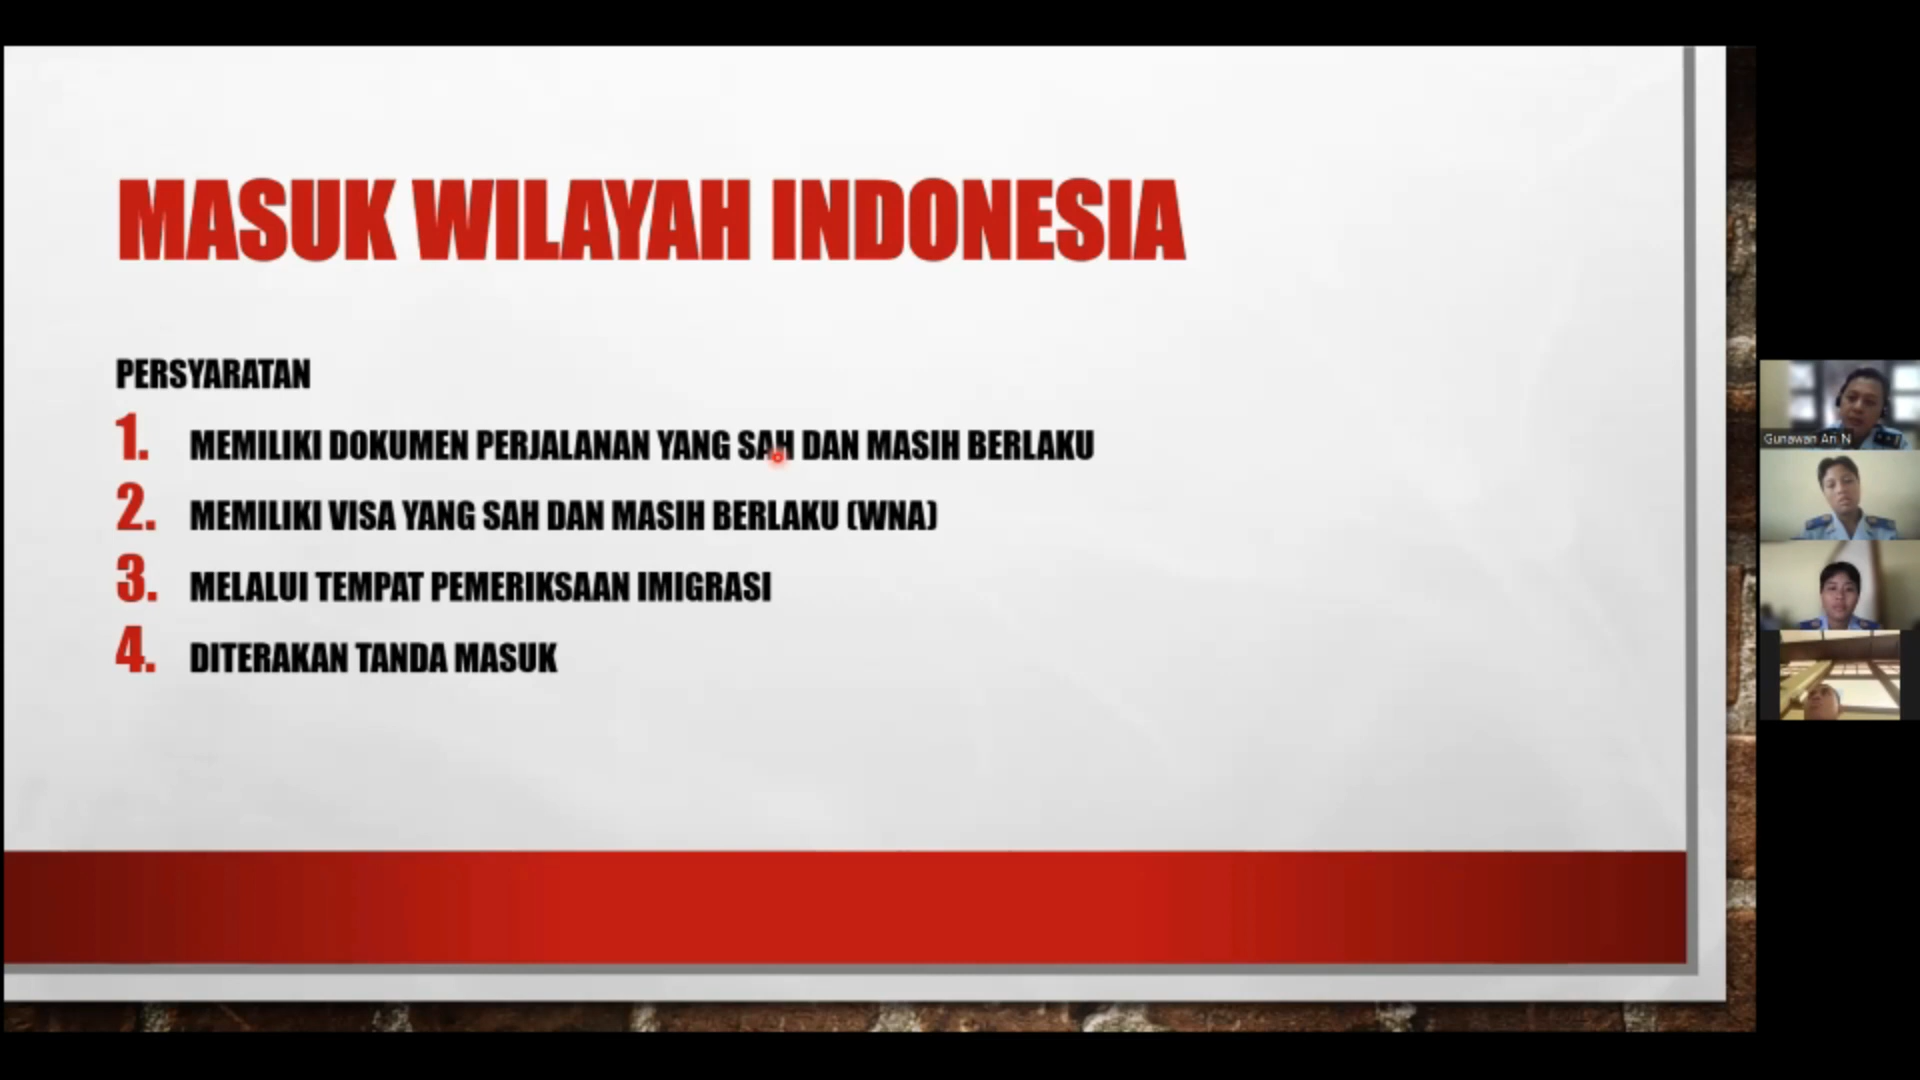 MASUK WILAYAH INDONESIA
PERSYARATAN
1. MEMILIKI DOKUMEN PERJALANAN YANG SAH DAN MASIH BERLAKU
2. MEMILIKI VISA YANG SAH DAN MASIH BERLAKU (WNA)
3. MELALUI TEMPAT PEMERIKSAAN IMIGRASI
4. DITERAKAN TANDA MASUK
Gunawan Ari N